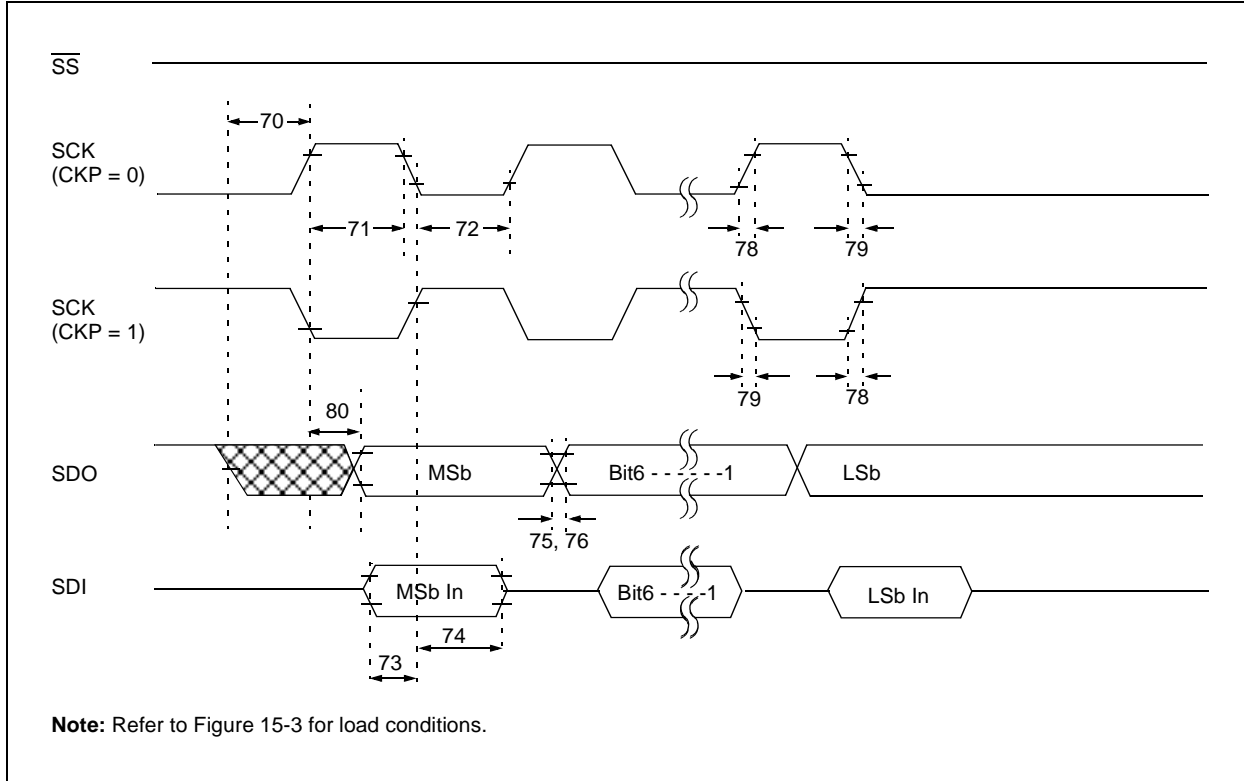 SS
70
SCK
(CKP = 0)
71
72
78
79
SCK
(CKP = 1)
79
78
80
SDO
MSb
Bit6 - - - - - -1
LSb
75, 76
SDI
MSb In
Bit6 - - - - -1
LSb In
74
73
Note: Refer to Figure 15-3 for load conditions.